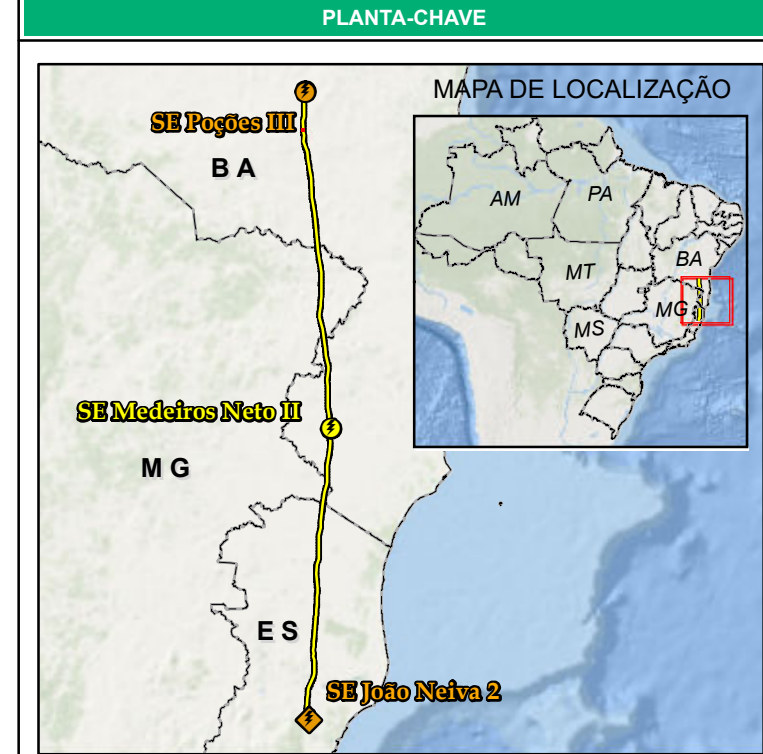 PLANTA-CHAVE
MAPA DE LOCALIZAÇÃO
SE Poções III
B A
AM
PA
BA
MT
MG
MS
SE Medeiros Neto II
M G
E S
SE João Neiva 2